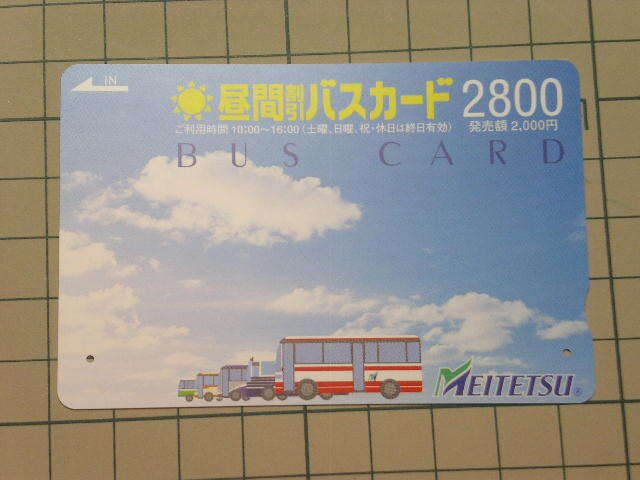 IN
昼間割引バスカード 2800
ご利用時間 10:00～16:00（土曜、日曜、祝・休日は終日有効） 発売額 2,000円
BUS CARD
MEITETSU®